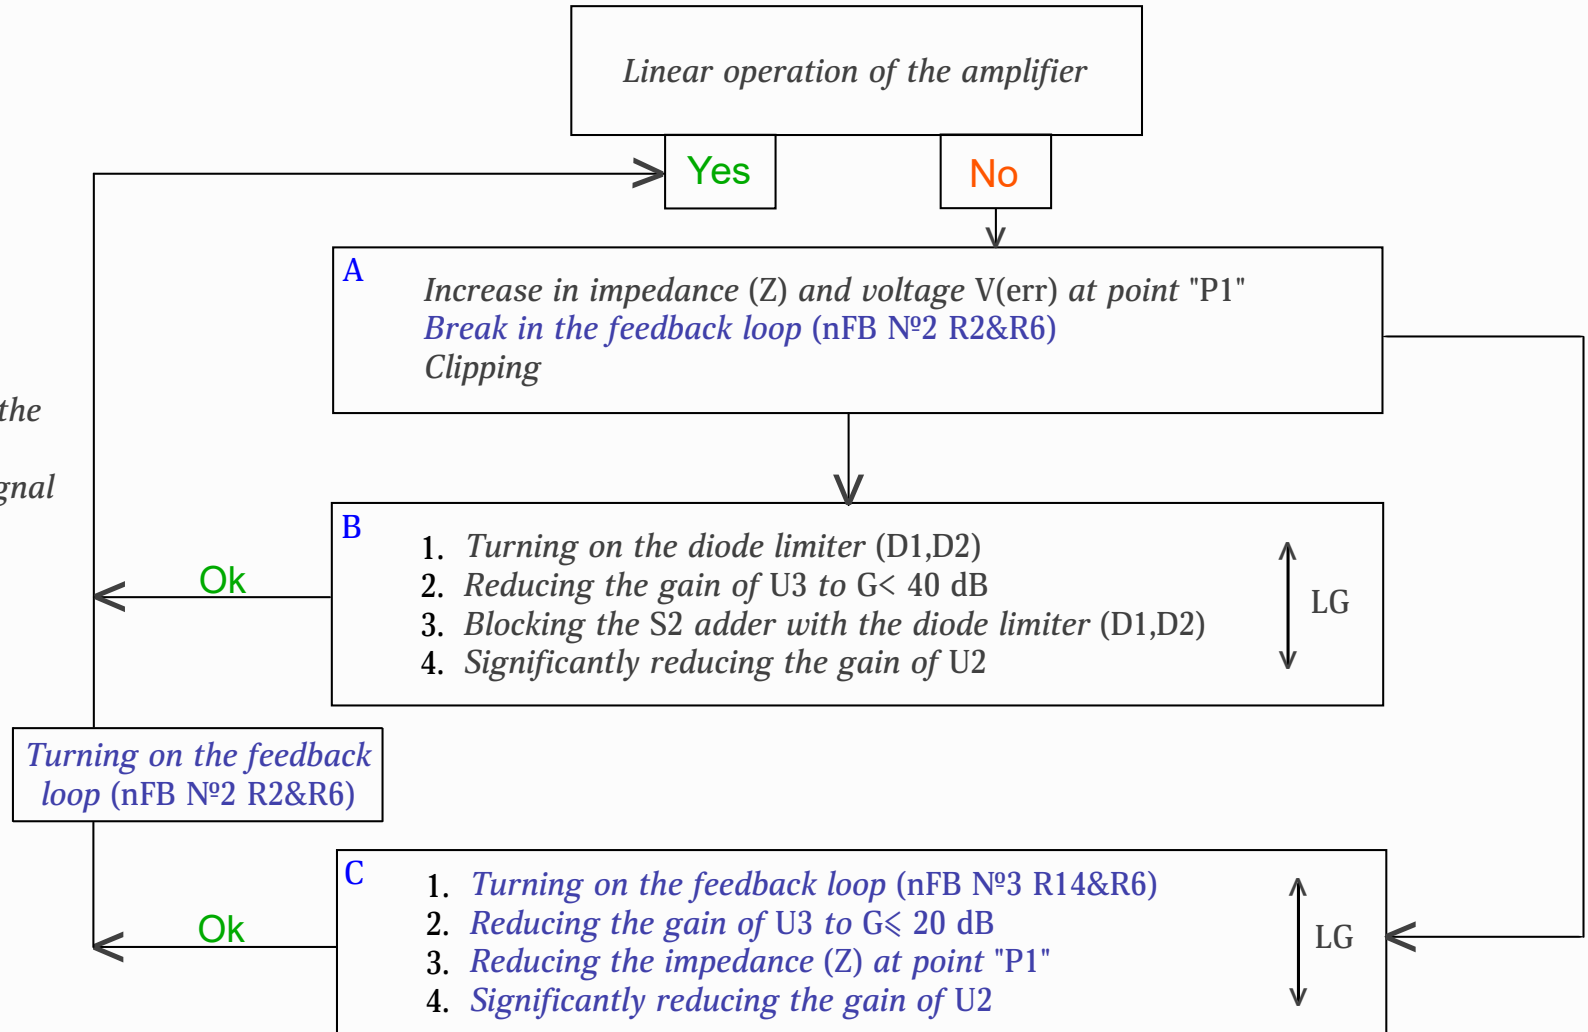 Linear operation of the amplifier
Yes
No
A
Increase in impedance (Z) and voltage V(err) at point "P1"
Break in the feedback loop (nFB №2 R2&R6)
Clipping
the
B
1. Turning on the diode limiter (D1,D2)
2. Reducing the gain of U3 to G< 40 dB
3. Blocking the S2 adder with the diode limiter (D1,D2)
4. Significantly reducing the gain of U2
LG
Ok
Turning on the feedback
loop (nFB №2 R2&R6)
C
1. Turning on the feedback loop (nFB №3 R14&R6)
2. Reducing the gain of U3 to G⩽ 20 dB
3. Reducing the impedance (Z) at point "P1"
4. Significantly reducing the gain of U2
LG
Ok